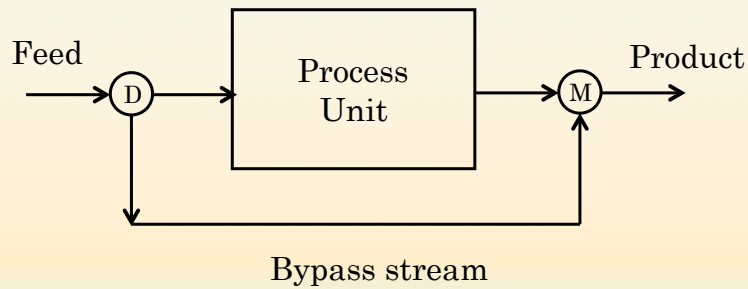 Feed
D
Process
Unit
M
Product
Bypass stream